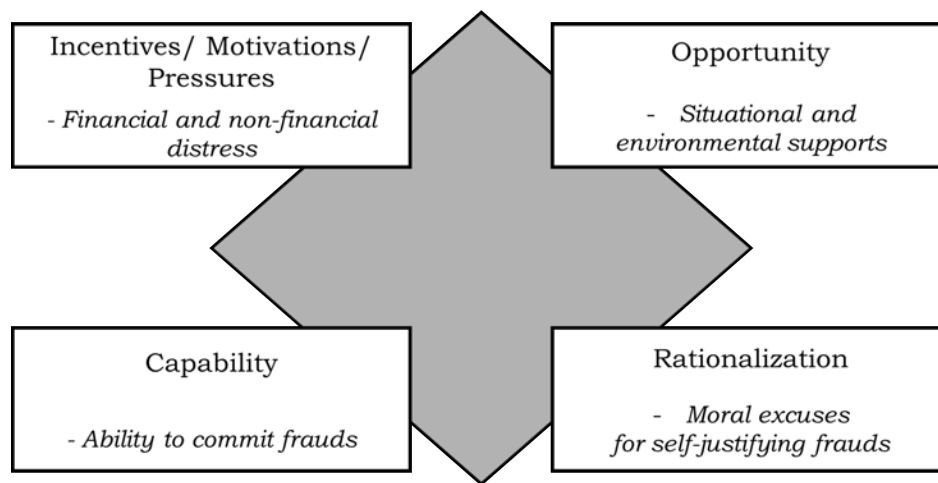 Incentives/ Motivations/
Pressures
- Financial and non-financial
distress
Opportunity
- Situational and
environmental supports
Capability
- Ability to commit frauds
Rationalization
- Moral excuses
for self-justifying frauds